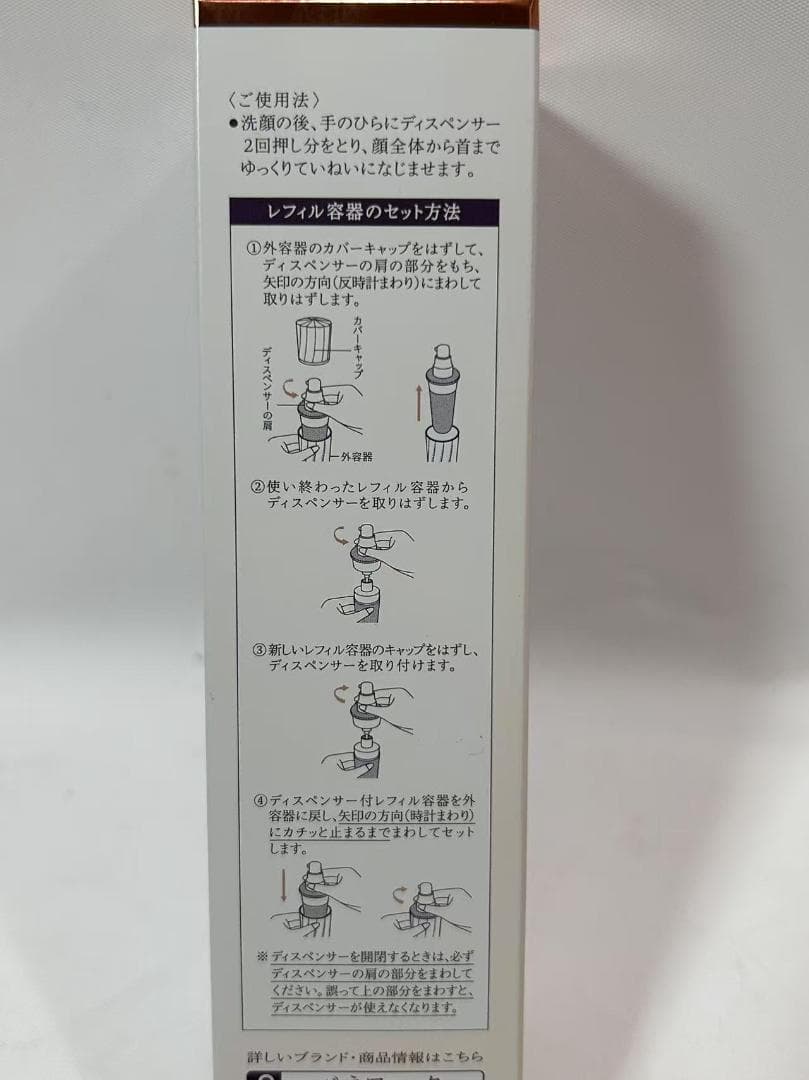 〈ご使用法〉
●洗顔の後、手のひらにディスペンサー
2回押し分をとり、顔全体から首まで
ゆっくりていねいになじませます。
レフィル容器のセット方法
①外容器のカバーキャップをはずして、
ディスペンサーの肩の部分をもち、
矢印の方向(反時計まわり)にまわして
取りはずします。
カバーキャップ
ディスペンサーの肩
外容器
②使い終わったレフィル容器から
ディスペンサーを取りはずします。
③新しいレフィル容器のキャップをはずし、
ディスペンサーを取り付けます。
④ディスペンサー付レフィル容器を外
容器に戻し、矢印の方向(時計まわり)
にカチッと止まるまでまわしてセット
します。
※ディスペンサーを開閉するときは、必ず
ディスペンサーの肩の部分をまわして
ください。誤って上の部分をまわすと、
ディスペンサーが使えなくなります。
詳しいブランド・商品情報はこちら